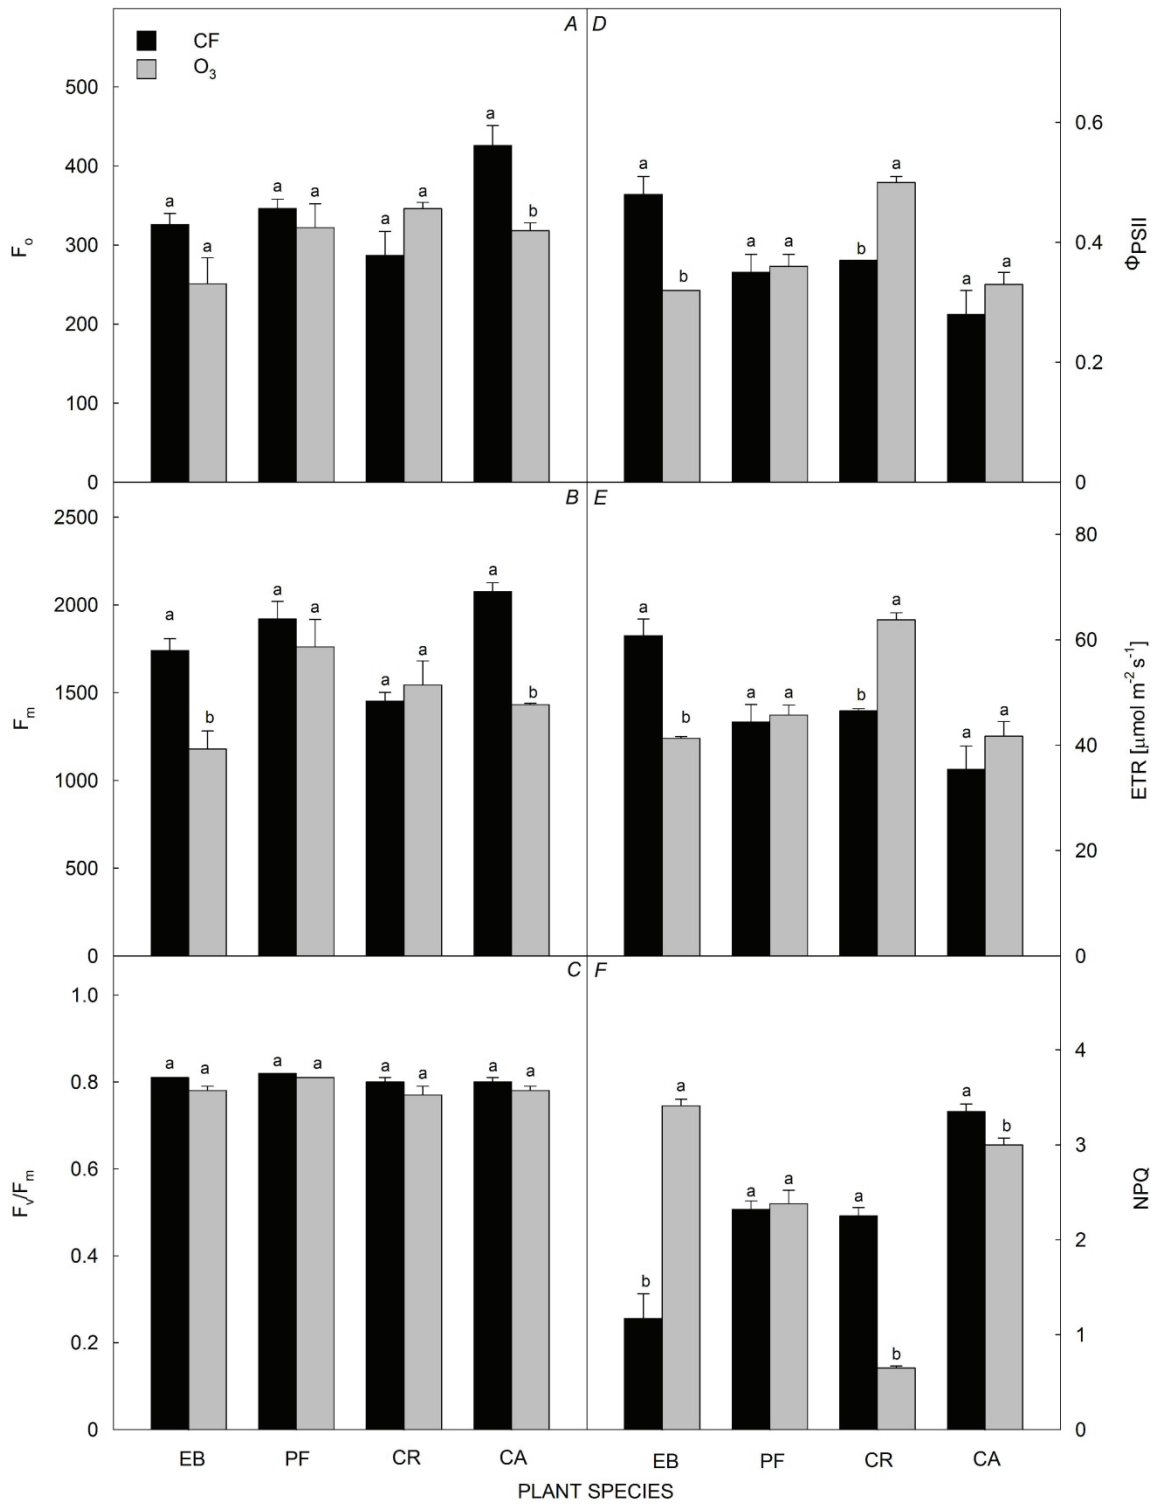 A
CF
O3
500
400
300
200
100
0
Fo
a
a
a
a
a
a
a
b
D
0.6
0.4
0.2
0
ΦPSII
a
b
a
a
b
a
a
a
B
2500
2000
1500
1000
500
0
Fm
a
b
a
a
a
a
a
b
E
80
60
40
20
0
ETR [μmol m-2 s-1]
a
b
a
a
b
a
a
a
C
1.0
0.8
0.6
0.4
0.2
0
Fv/Fm
a
a
a
a
a
a
a
a
F
4
3
2
1
0
NPQ
b
a
a
a
a
b
a
b
EB PF CR CA EB PF CR CA
PLANT SPECIES